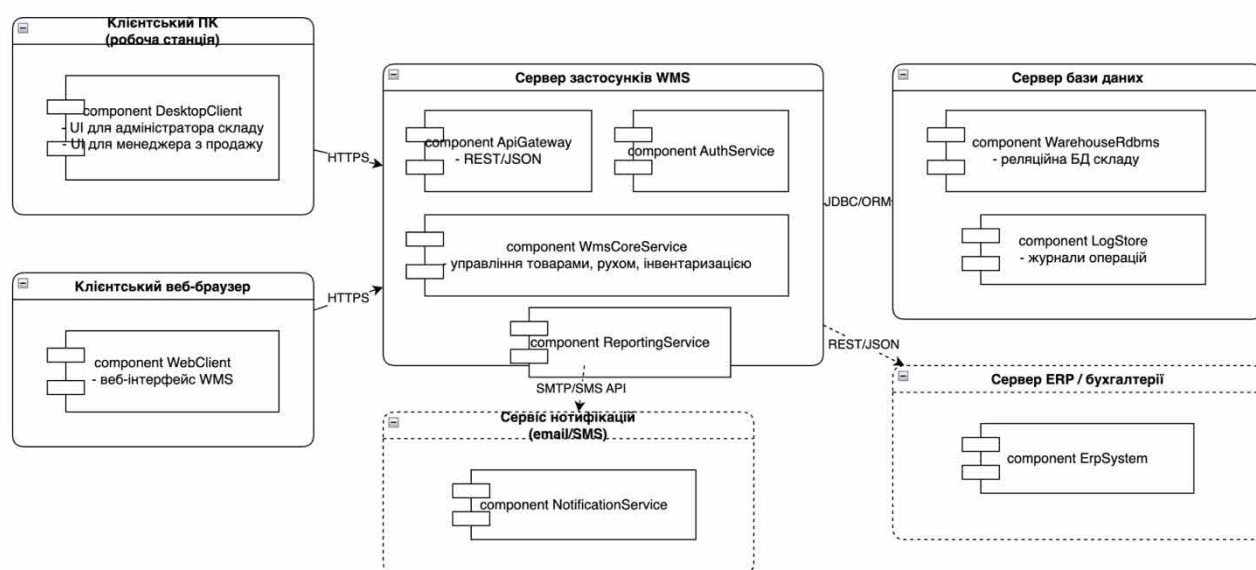 Клієнтський ПК
(робоча станція)
component DesktopClient
- UI для адміністратора складу
- UI для менеджера з продажу
HTTPS
Клієнтський веб-браузер
component WebClient
- веб-інтерфейс WMS
HTTPS
Сервер застосунків WMS
component ApiGateway
- REST/JSON
component AuthService
component WmsCoreService
- управління товарами, рухом, інвентаризацією
component ReportingService
SMTP/SMS API
Сервіс нотифікацій
(email/SMS)
component NotificationService
JDBC/ORM
Сервер бази даних
component WarehouseRdbms
- реляційна БД складу
component LogStore
- журнали операцій
REST/JSON
Сервер ERP / бухгалтерії
component ErpSystem